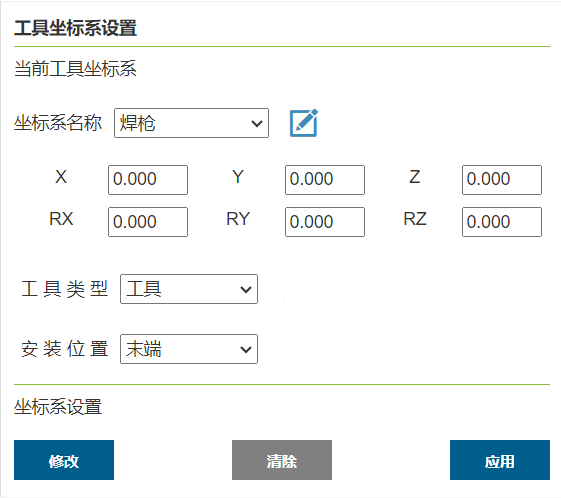 工具坐标系设置
当前工具坐标系
坐标系名称 焊枪
X 0.000 Y 0.000 Z 0.000
RX 0.000 RY 0.000 RZ 0.000
工具类型 工具
安装位置 末端
坐标系设置
修改 清除 应用